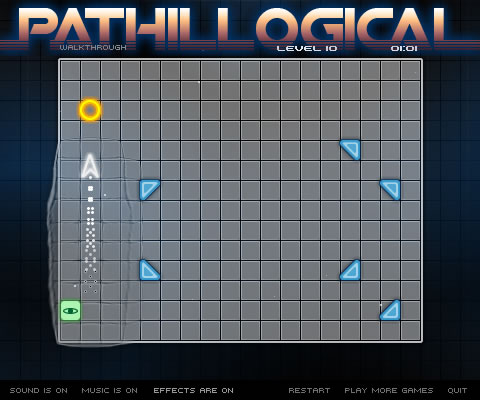 PATHILLOGICAL
WALKTHROUGH LEVEL 10 01:01
SOUND IS ON MUSIC IS ON EFFECTS ARE ON RESTART PLAY MORE GAMES QUIT